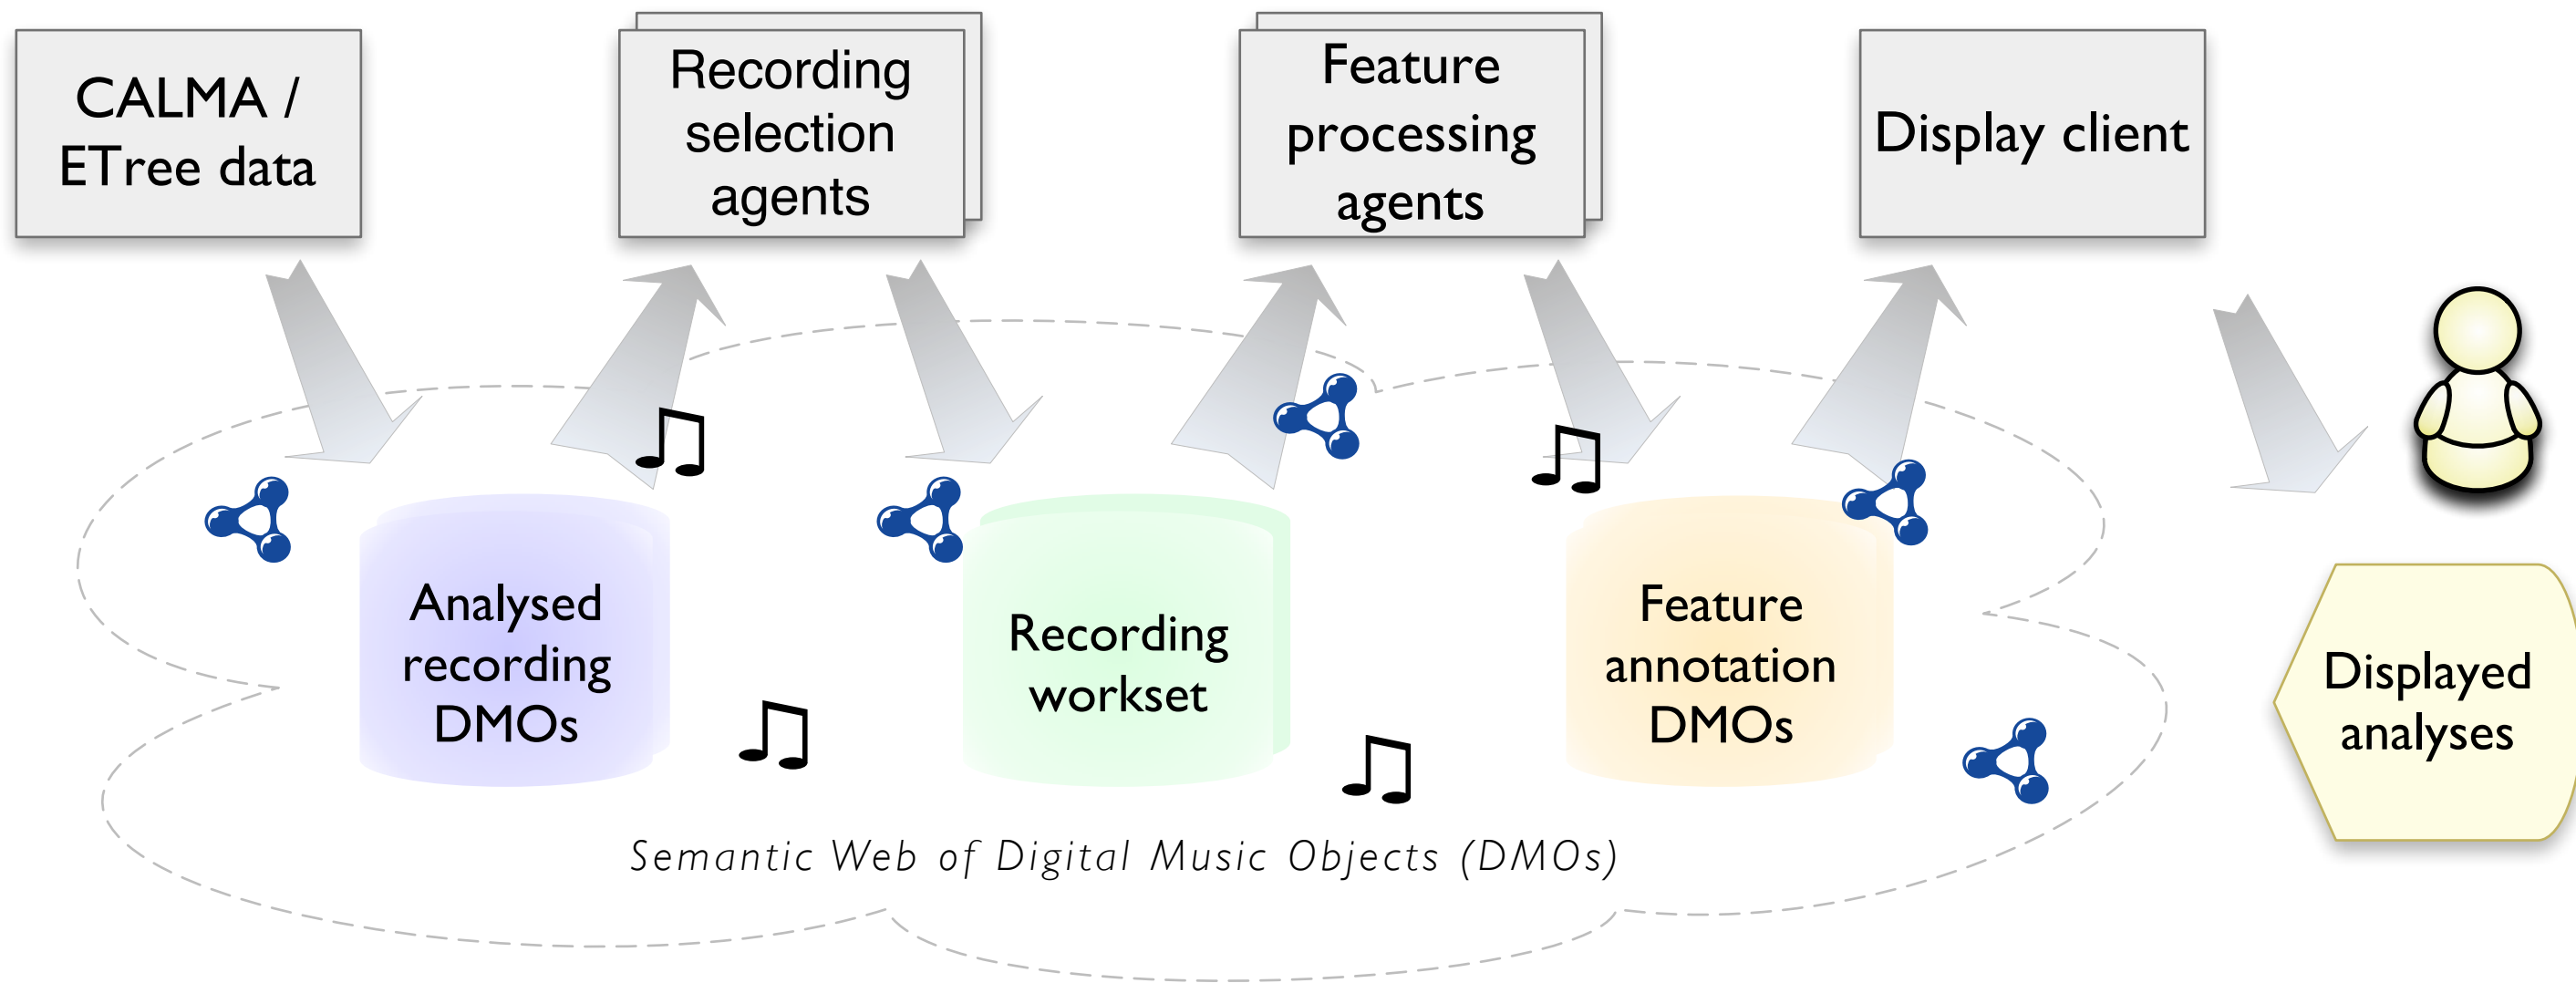 CALMA /
ETree data
Recording
selection
agents
Feature
processing
agents
Display client
Analysed
recording
DMOs
Recording
workset
Feature
annotation
DMOs
Displayed
analyses
Semantic Web of Digital Music Objects (DMOs)